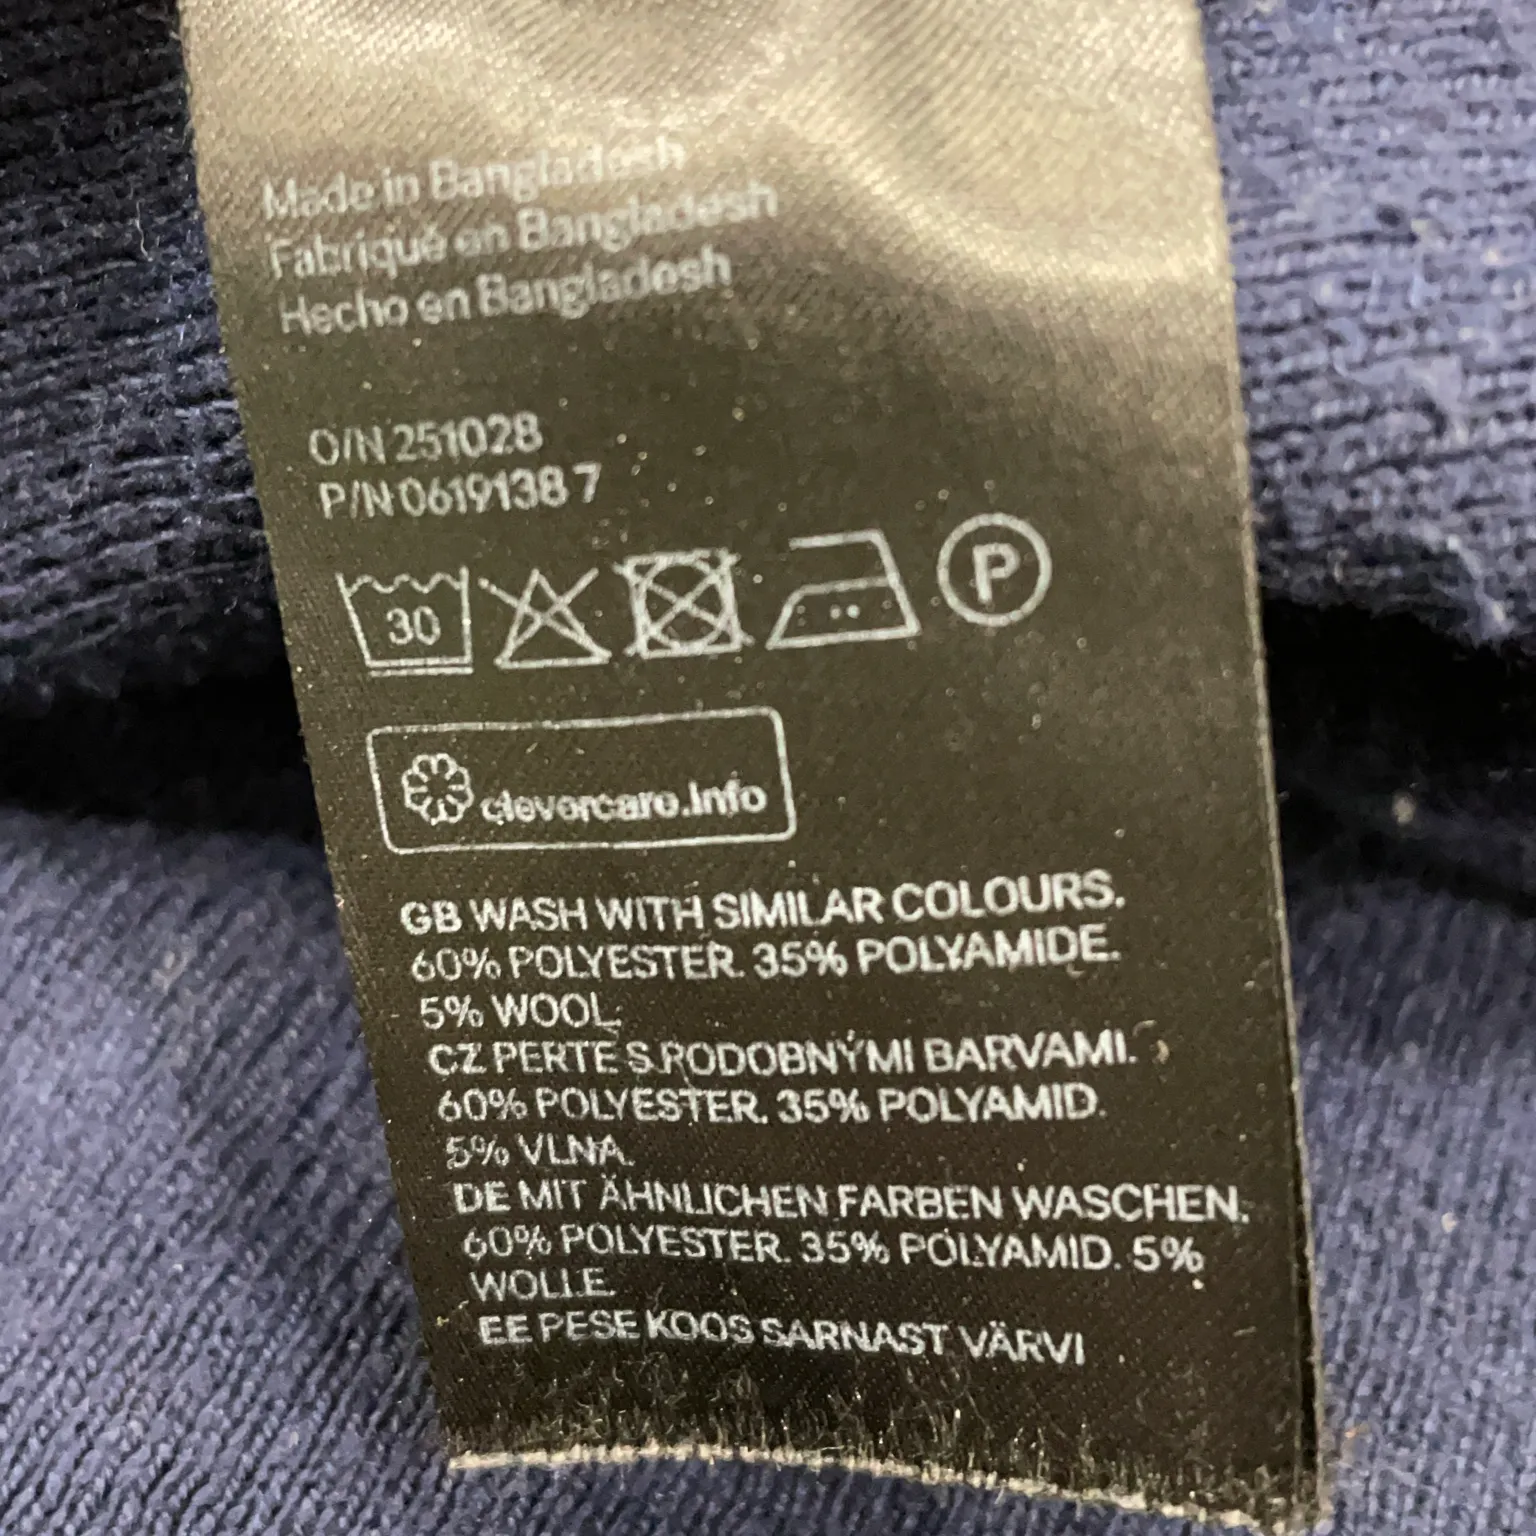 Made in Bangladesh
Fabriqué en Bangladesh
Hecho en Bangladesh
O/N 251028
P/N 0619138 7
30
P
clevercare.info
GB WASH WITH SIMILAR COLOURS.
60% POLYESTER. 35% POLYAMIDE.
5% WOOL.
CZ PERTE S PODOBNÝMI BARVAMI.
60% POLYESTER. 35% POLYAMID.
5% VLNA.
DE MIT ÄHNLICHEN FARBEN WASCHEN.
60% POLYESTER. 35% POLYAMID. 5%
WOLLE.
EE PESE KOOS SARNAST VÄRVI